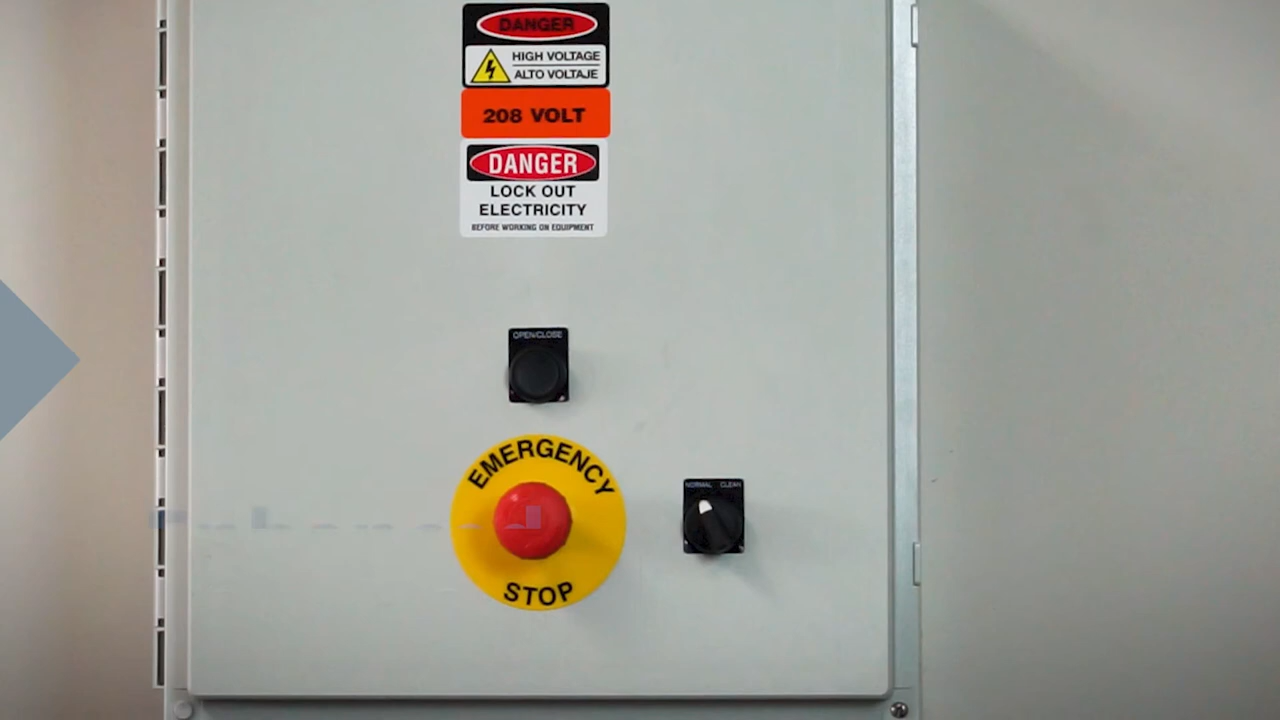 DANGER
HIGH VOLTAGE
ALTO VOLTAJE
208 VOLT
DANGER
LOCK OUT
ELECTRICITY
BEFORE WORKING ON EQUIPMENT
OPEN/CLOSE
EMERGENCY
STOP
NORMAL CLEAN